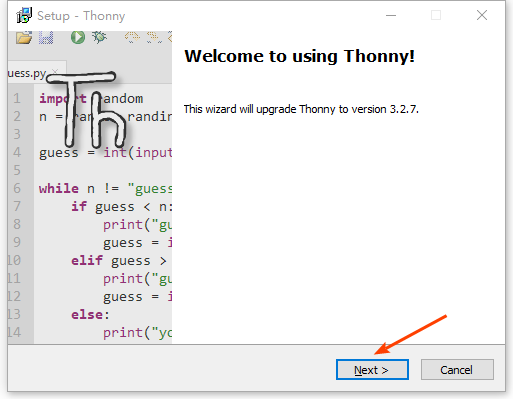 Setup - Thonny
uess.py
Th
Welcome to using Thonny!
This wizard will upgrade Thonny to version 3.2.7.
1 import random
2 n = randin
3
4 guess = int(input
5
6 while n != "guess
7 if guess < n:
8 print("gu
9 guess = i
10 elif guess >
11 print("gu
12 guess = i
13 else:
14 print("yo
Next >
Cancel